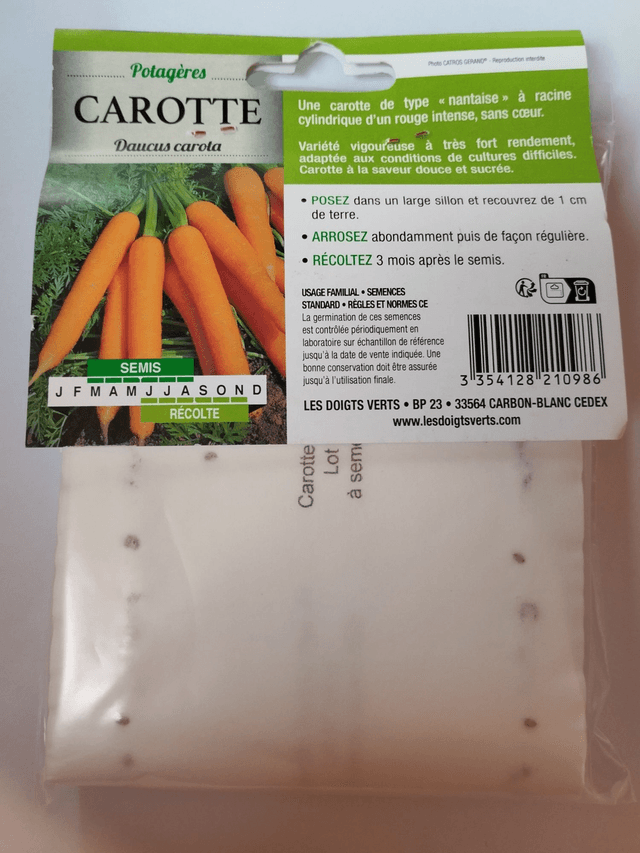 Potagères
CAROTTE
Daucus carota
Photo CATROS GERAND® - Reproduction interdite
Une carotte de type « nantaise » à racine
cylindrique d'un rouge intense, sans cœur.
Variété vigoureuse à très fort rendement,
adaptée aux conditions de cultures difficiles.
Carotte à la saveur douce et sucrée.
• POSEZ dans un large sillon et recouvrez de 1 cm
de terre.
• ARROSEZ abondamment puis de façon régulière.
• RÉCOLTEZ 3 mois après le semis.
USAGE FAMILIAL • SEMENCES
STANDARD • RÈGLES ET NORMES CE
La germination de ces semences
est contrôlée périodiquement en
laboratoire sur échantillon de référence
jusqu'à la date de vente indiquée. Une
bonne conservation doit être assurée
jusqu'à l'utilisation finale.
3 354128 210986
SEMIS
J F M A M J J A S O N D
RÉCOLTE
LES DOIGTS VERTS • BP 23 • 33564 CARBON-BLANC CEDEX
www.lesdoigtsverts.com
Carotte
Lot
à sem